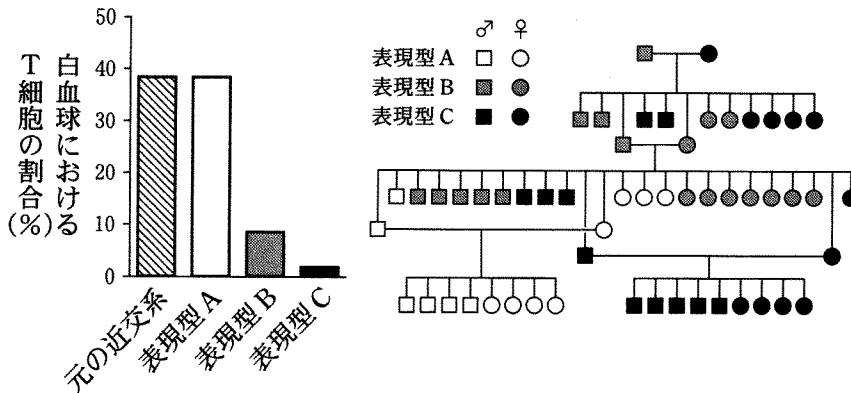 白血球における
T細胞の割合(%)
50
40
30
20
10
0
元の近交系
表現型A
表現型B
表現型C
♂ ♀
表現型A
表現型B
表現型C